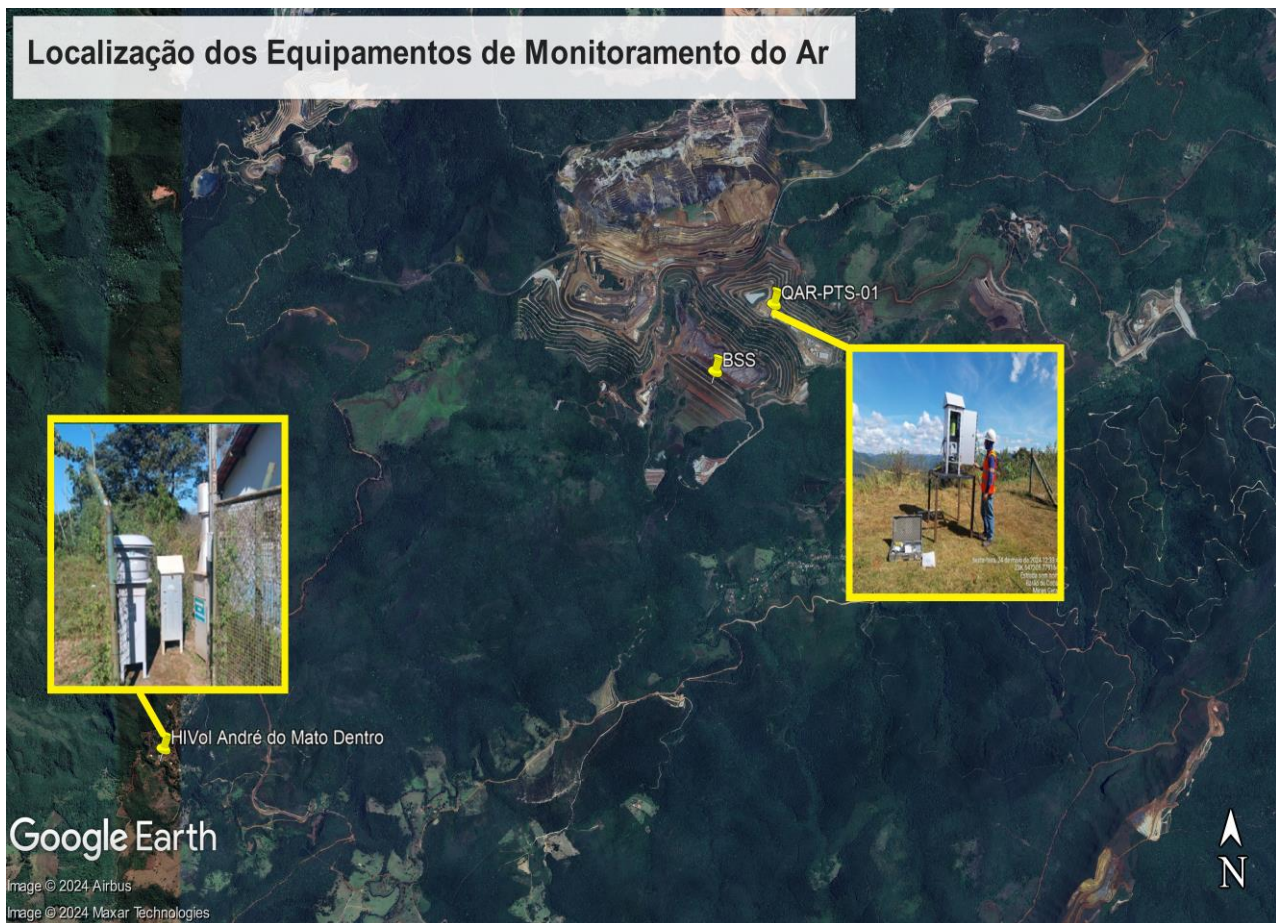 Localização dos Equipamentos de Monitoramento do Ar
QAR-PTS-01
BSS
HIVol André do Mato Dentro
Google Earth
Image © 2024 Airbus
Image © 2024 Maxar Technologies
N